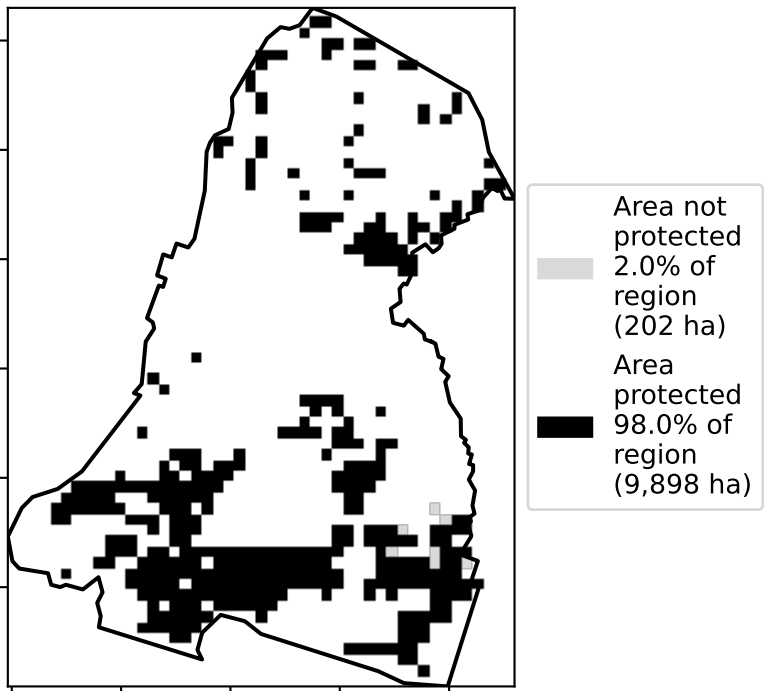 Area not
protected
2.0% of
region
(202 ha)
Area
protected
98.0% of
region
(9,898 ha)